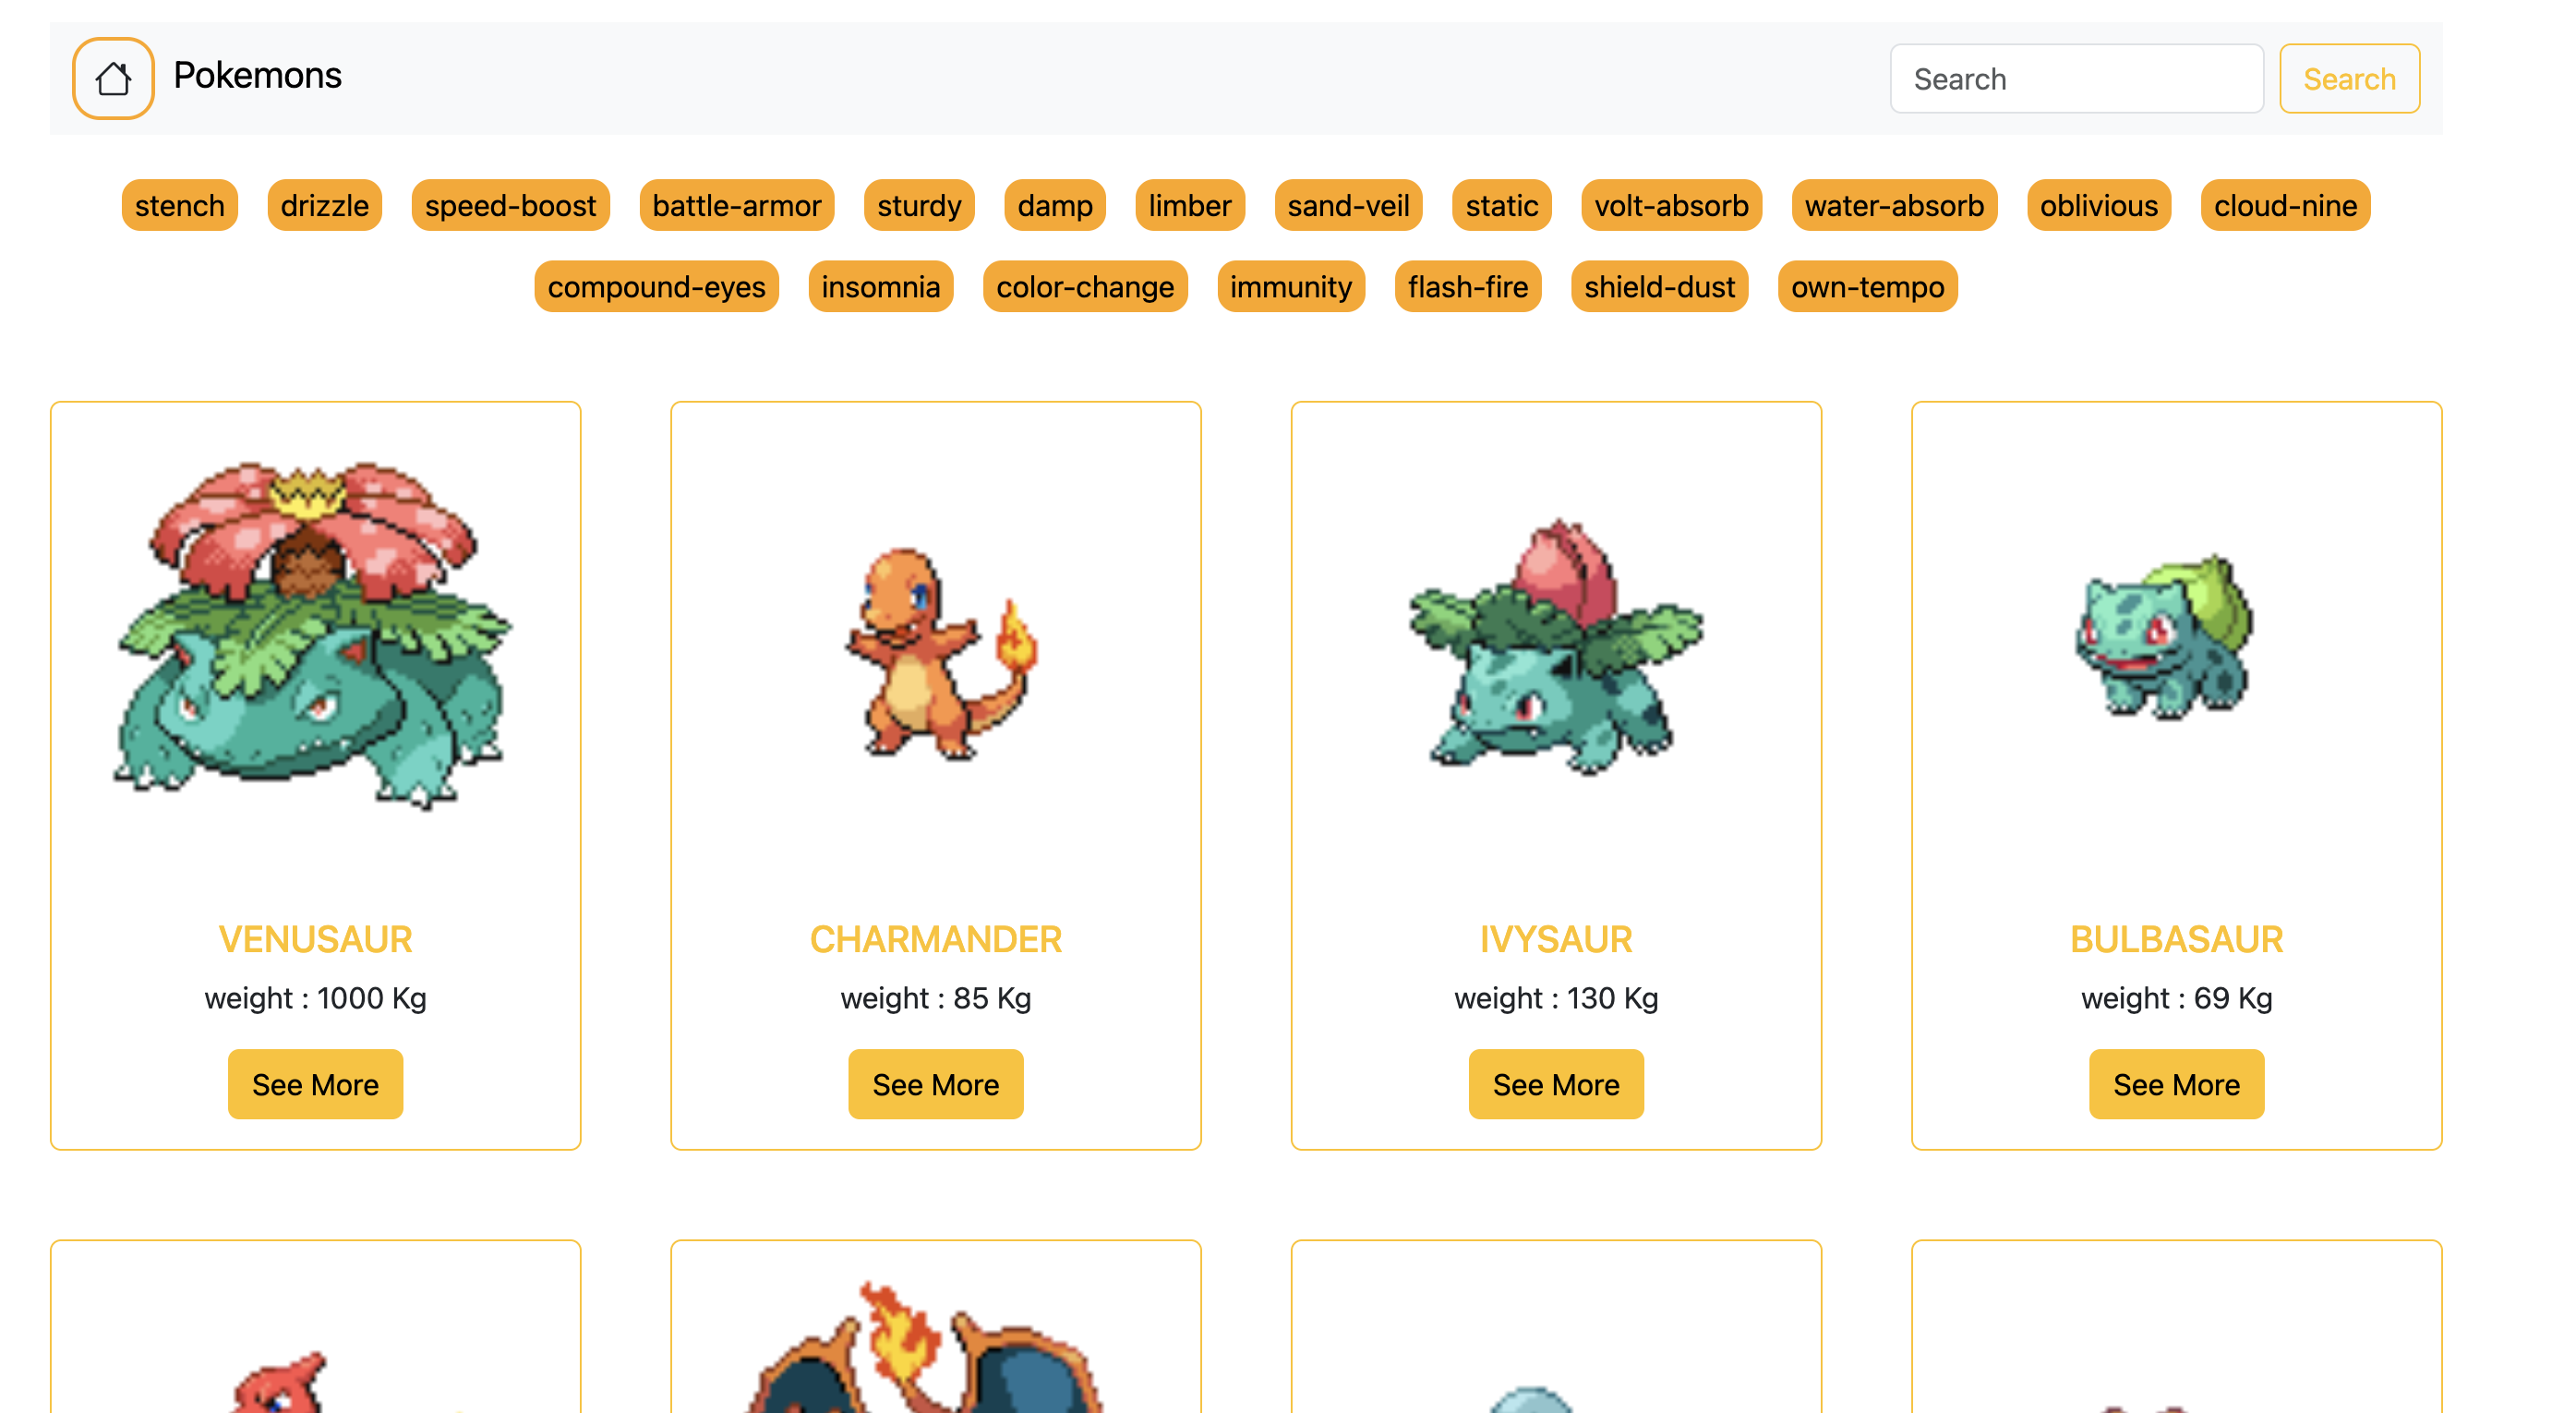 Pokemons Search Search
stench drizzle speed-boost battle-armor sturdy damp limber sand-veil static volt-absorb water-absorb oblivious cloud-nine
compound-eyes insomnia color-change immunity flash-fire shield-dust own-tempo
VENUSAUR CHARMANDER IVYSAUR BULBASAUR
weight : 1000 Kg weight : 85 Kg weight : 130 Kg weight : 69 Kg
See More See More See More See More